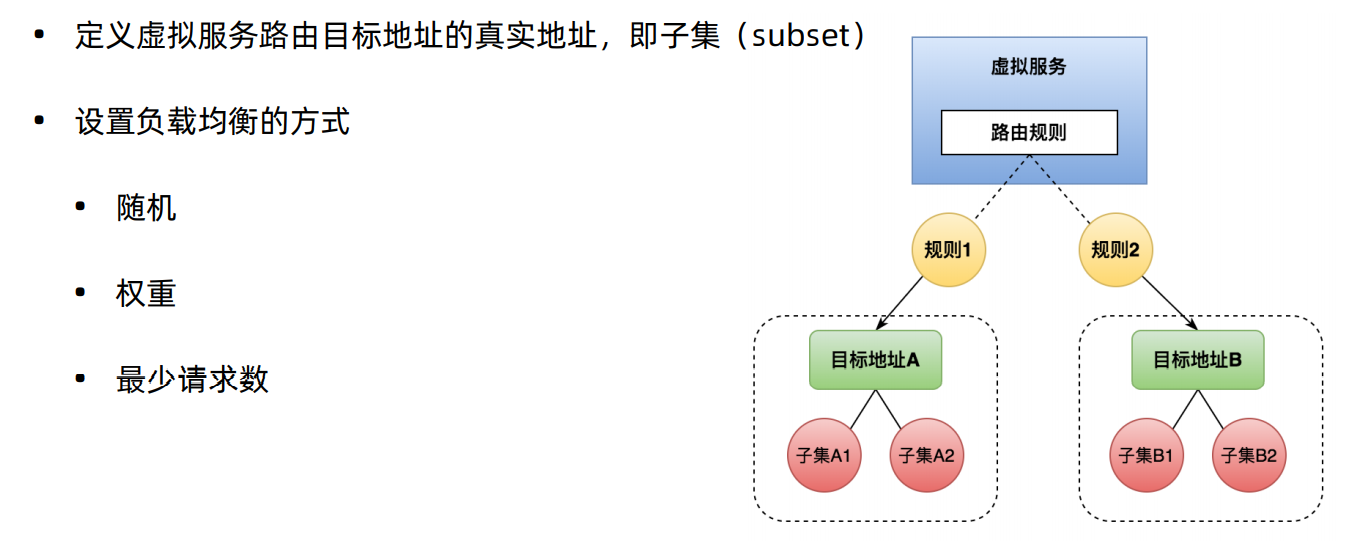 • 定义虚拟服务路由目标地址的真实地址，即子集（subset）
• 设置负载均衡的方式
• 随机
• 权重
• 最少请求数
虚拟服务
路由规则
规则1
规则2
目标地址A
目标地址B
子集A1
子集A2
子集B1
子集B2